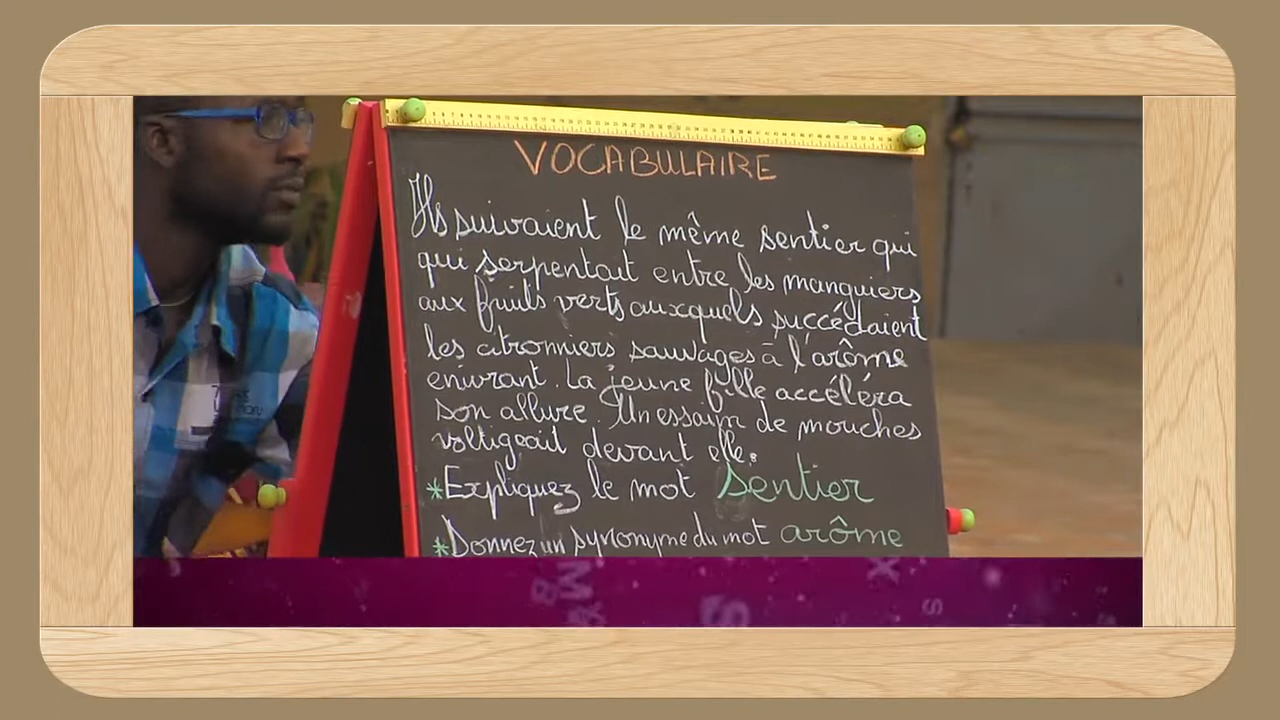 VOCABULAIRE
Ils suivaient le même sentier qui
qui serpentait entre les manguiers
aux fruits verts auxquels succédaient
les citronniers sauvages à l'arôme
enivrant. La jeune fille accéléra
son allure. Un essaim de mouches
voltigeait devant elle.
*Expliquez le mot sentier
*Donnez un synonyme du mot arôme